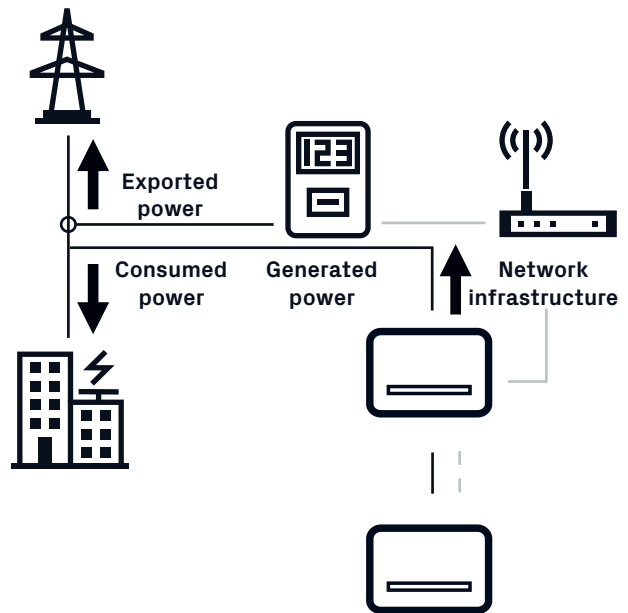 123
Exported
power
Consumed
power
Generated
power
Network
infrastructure